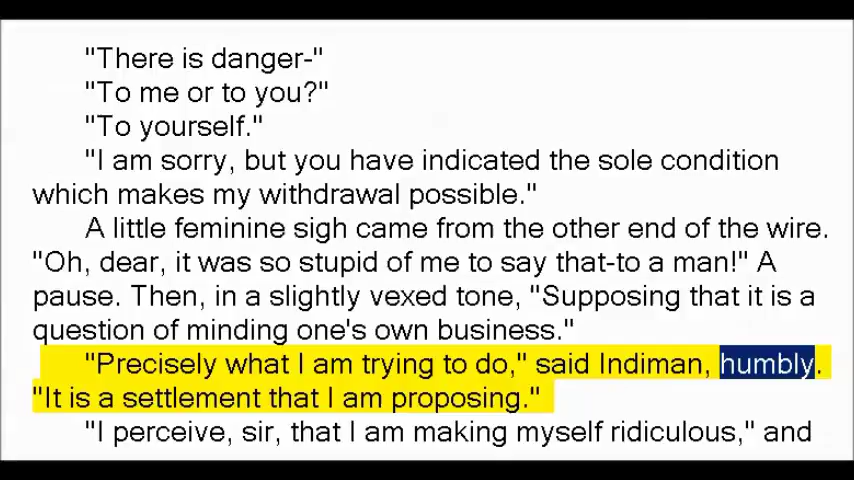 "There is danger-"
"To me or to you?"
"To yourself."
"I am sorry, but you have indicated the sole condition
which makes my withdrawal possible."
A little feminine sigh came from the other end of the wire.
"Oh, dear, it was so stupid of me to say that-to a man!" A
pause. Then, in a slightly vexed tone, "Supposing that it is a
question of minding one's own business."
"Precisely what I am trying to do," said Indiman, humbly.
"It is a settlement that I am proposing."
"I perceive, sir, that I am making myself ridiculous," and